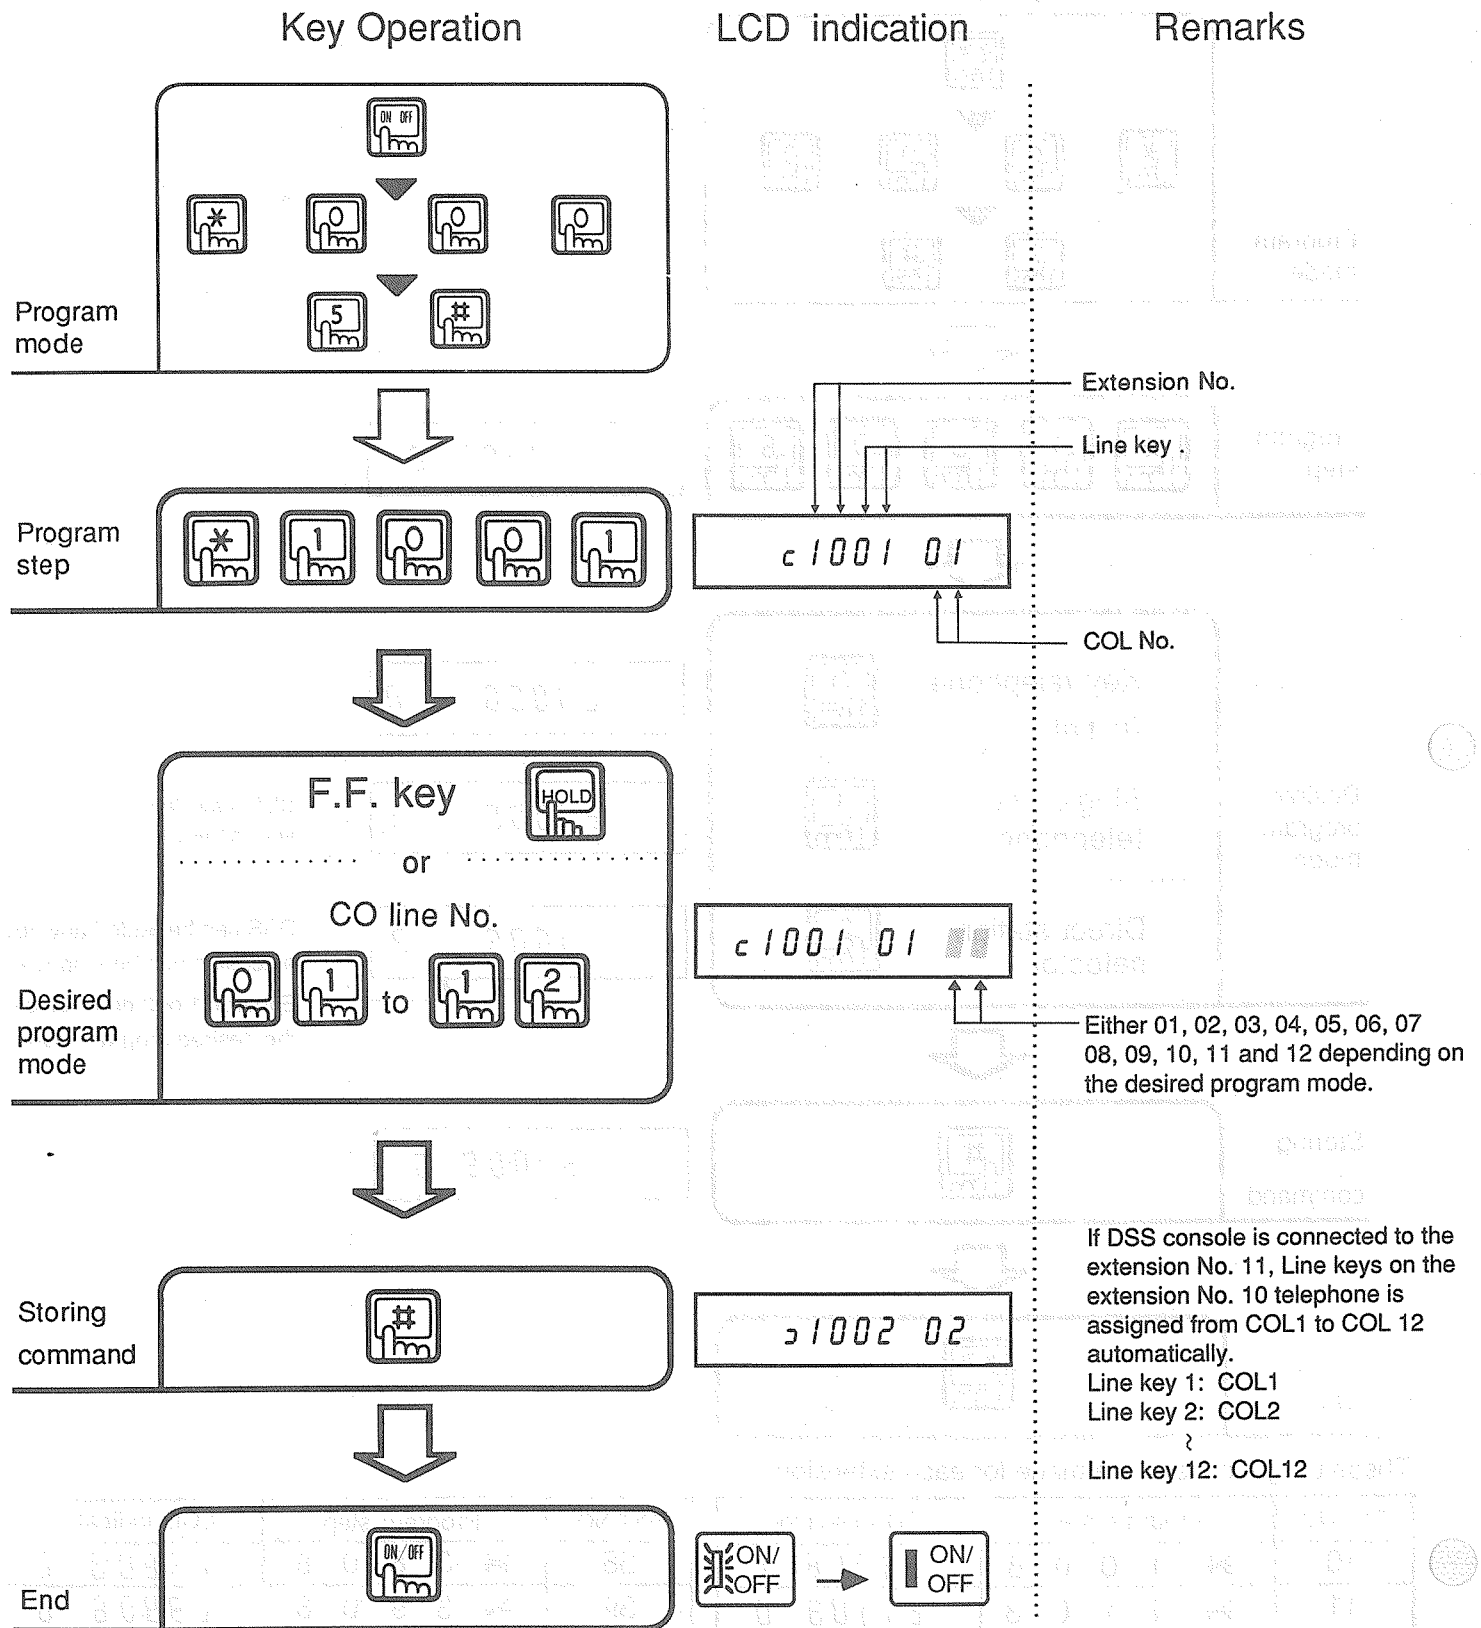 Key Operation
LCD indication
Remarks
ON OFF
* 0 0 0
5 #
Program
mode
Extension No.
Line key .
Program
step
* 1 0 0 1
c1001 01
COL No.
F.F. key
HOLD
or
CO line No.
0 1 to 1 2
c1001 01
Desired
program
mode
Either 01, 02, 03, 04, 05, 06, 07
08, 09, 10, 11 and 12 depending on
the desired program mode.
Storing
command
#
ɔ1002 02
If DSS console is connected to the
extension No. 11, Line keys on the
extension No. 10 telephone is
assigned from COL1 to COL 12
automatically.
Line key 1: COL1
Line key 2: COL2
~
Line key 12: COL12
End
ON/OFF
ON/
OFF
ON/
OFF